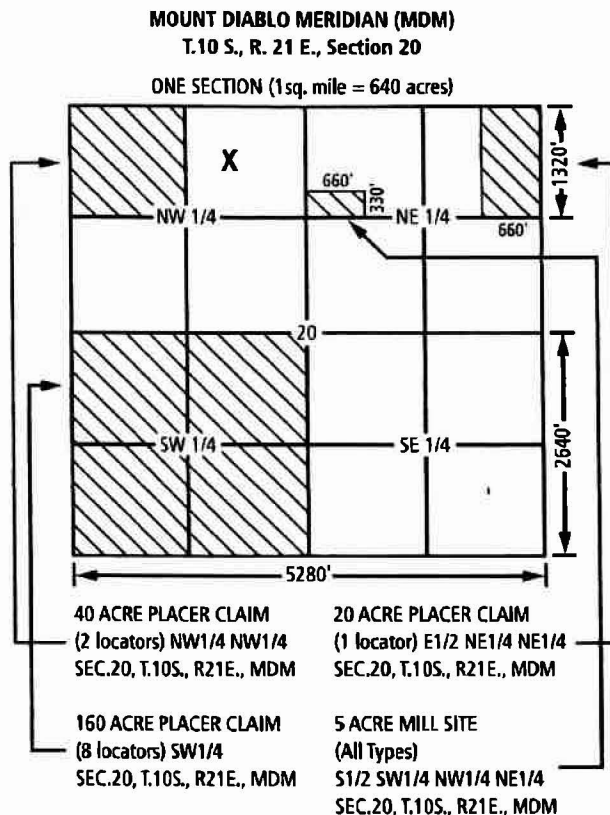 MOUNT DIABLO MERIDIAN (MDM)
T.10 S., R. 21 E., Section 20
ONE SECTION (1sq. mile = 640 acres)
X
660'
330'
1320'
NW 1/4
NE 1/4
660'
20
SW 1/4
SE 1/4
2640'
5280'
40 ACRE PLACER CLAIM
(2 locators) NW1/4 NW1/4
SEC.20, T.10S., R21E., MDM
20 ACRE PLACER CLAIM
(1 locator) E1/2 NE1/4 NE1/4
SEC.20, T.10S., R21E., MDM
160 ACRE PLACER CLAIM
(8 locators) SW1/4
SEC.20, T.10S., R21E., MDM
5 ACRE MILL SITE
(All Types)
S1/2 SW1/4 NW1/4 NE1/4
SEC.20, T.10S., R21E., MDM